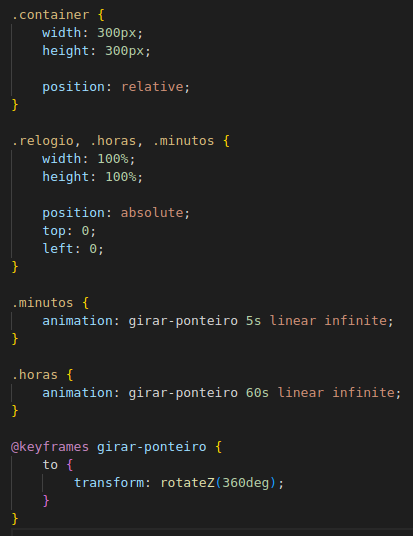 .container {
width: 300px;
height: 300px;
position: relative;
}
.relogio, .horas, .minutos {
width: 100%;
height: 100%;
position: absolute;
top: 0;
left: 0;
}
.minutos {
animation: girar-ponteiro 5s linear infinite;
}
.horas {
animation: girar-ponteiro 60s linear infinite;
}
@keyframes girar-ponteiro {
to {
transform: rotateZ(360deg);
}
}